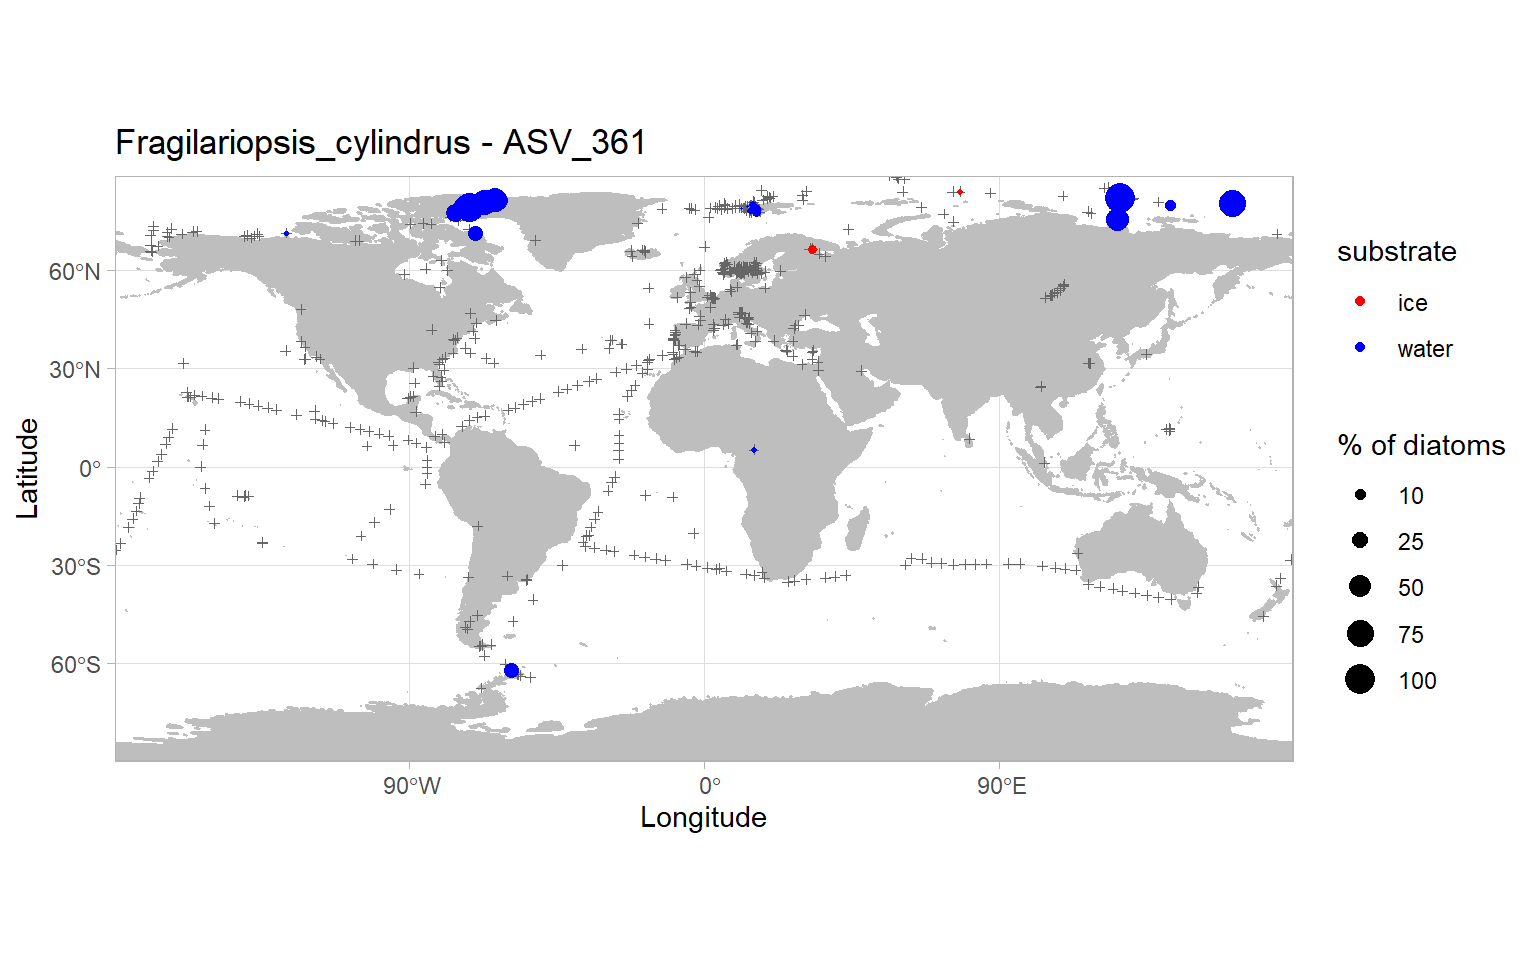 Fragilariopsis_cylindrus - ASV_361
substrate
ice
water
% of diatoms
10
25
50
75
100
Latitude
60°N
30°N
0°
30°S
60°S
90°W
0°
90°E
Longitude